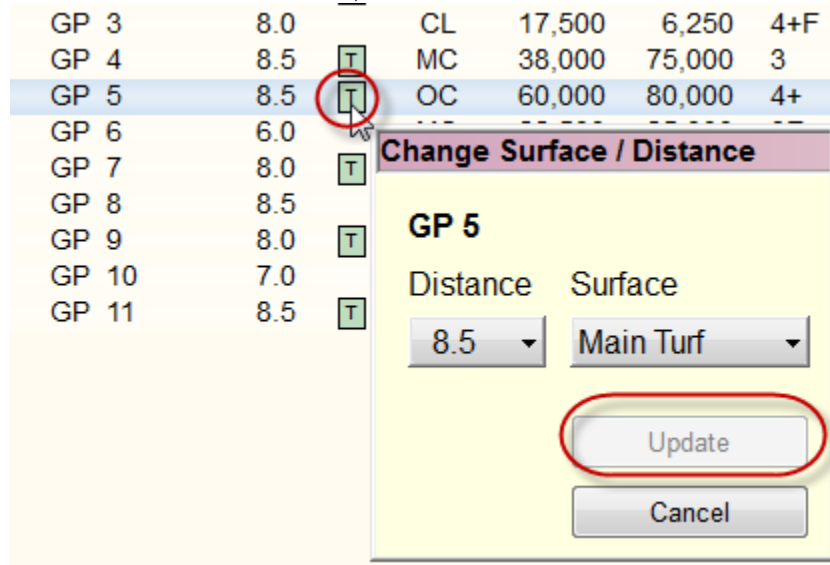 GP 3 8.0 CL 17,500 6,250 4+F
GP 4 8.5 T MC 38,000 75,000 3
GP 5 8.5 T OC 60,000 80,000 4+
GP 6 6.0
GP 7 8.0 T
GP 8 8.5
GP 9 8.0 T
GP 10 7.0
GP 11 8.5 T
Change Surface / Distance
GP 5
Distance Surface
8.5 Main Turf
Update
Cancel